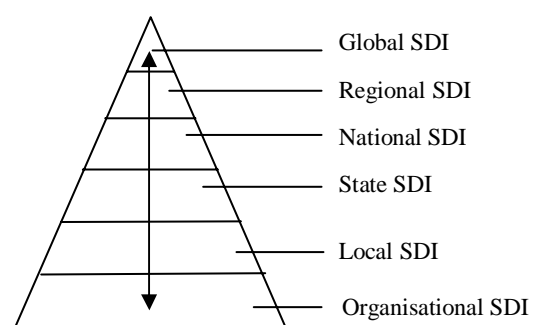 Global SDI
Regional SDI
National SDI
State SDI
Local SDI
Organisational SDI